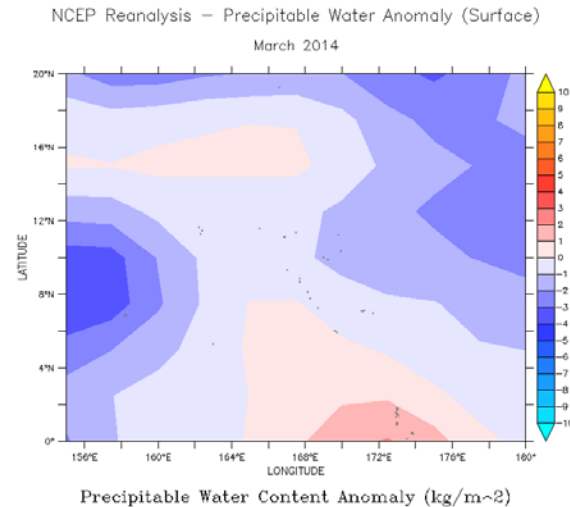 NCEP Reanalysis – Precipitable Water Anomaly (Surface)
March 2014
20°N
16°N
12°N
8°N
4°N
0°
LATITUDE
156°E
160°E
164°E
168°E
172°E
176°E
180°
LONGITUDE
10
9
8
7
6
5
4
3
2
1
0
−1
−2
−3
−4
−5
−6
−7
−8
−9
−10
Precipitable Water Content Anomaly (kg/m^2)